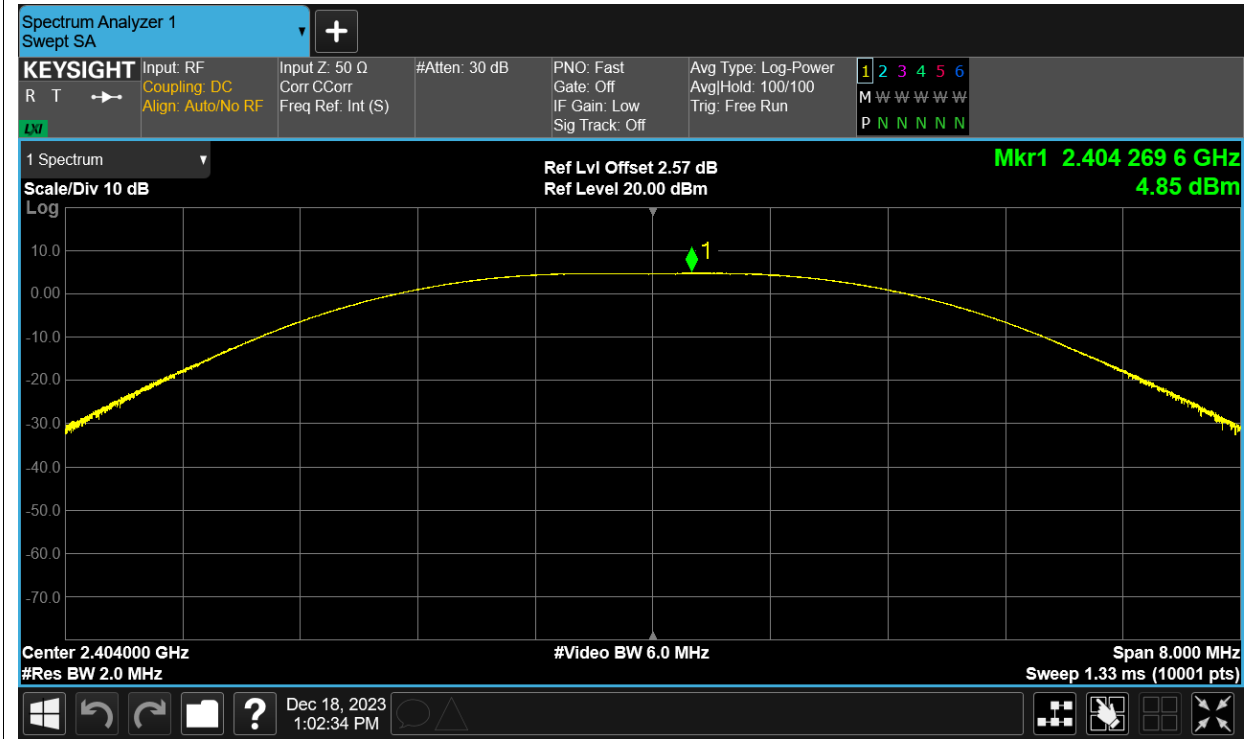 Spectrum Analyzer 1
Swept SA
KEYSIGHT
R T
LXI
Input: RF
Coupling: DC
Align: Auto/No RF
Input Z: 50 Ω
Corr CCorr
Freq Ref: Int (S)
#Atten: 30 dB
PNO: Fast
Gate: Off
IF Gain: Low
Sig Track: Off
Avg Type: Log-Power
Avg|Hold: 100/100
Trig: Free Run
1 2 3 4 5 6
M W W W W W
P N N N N N
1 Spectrum
Scale/Div 10 dB
Log
Ref Lvl Offset 2.57 dB
Ref Level 20.00 dBm
Mkr1 2.404 269 6 GHz
4.85 dBm
1
10.0
0.00
-10.0
-20.0
-30.0
-40.0
-50.0
-60.0
-70.0
Center 2.404000 GHz
#Res BW 2.0 MHz
#Video BW 6.0 MHz
Span 8.000 MHz
Sweep 1.33 ms (10001 pts)
?
Dec 18, 2023
1:02:34 PM